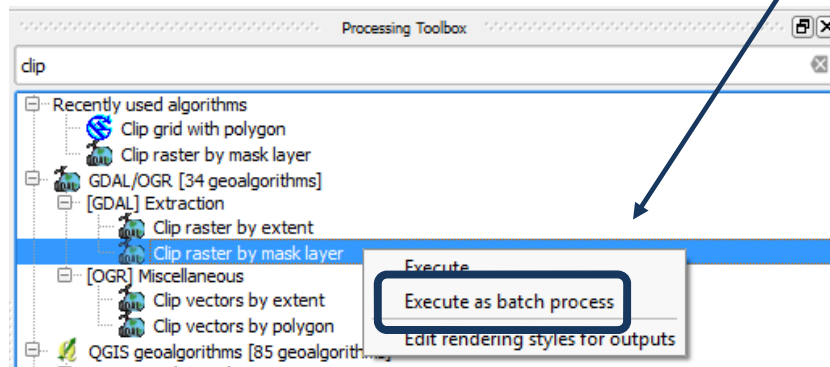 Processing Toolbox
clip
Recently used algorithms
Clip grid with polygon
Clip raster by mask layer
GDAL/OGR [34 geoalgorithms]
[GDAL] Extraction
Clip raster by extent
Clip raster by mask layer
Execute
[OGR] Miscellaneous
Execute as batch process
Clip vectors by extent
Clip vectors by polygon
Edit rendering styles for outputs
QGIS geoalgorithms [85 geoalgorithms]